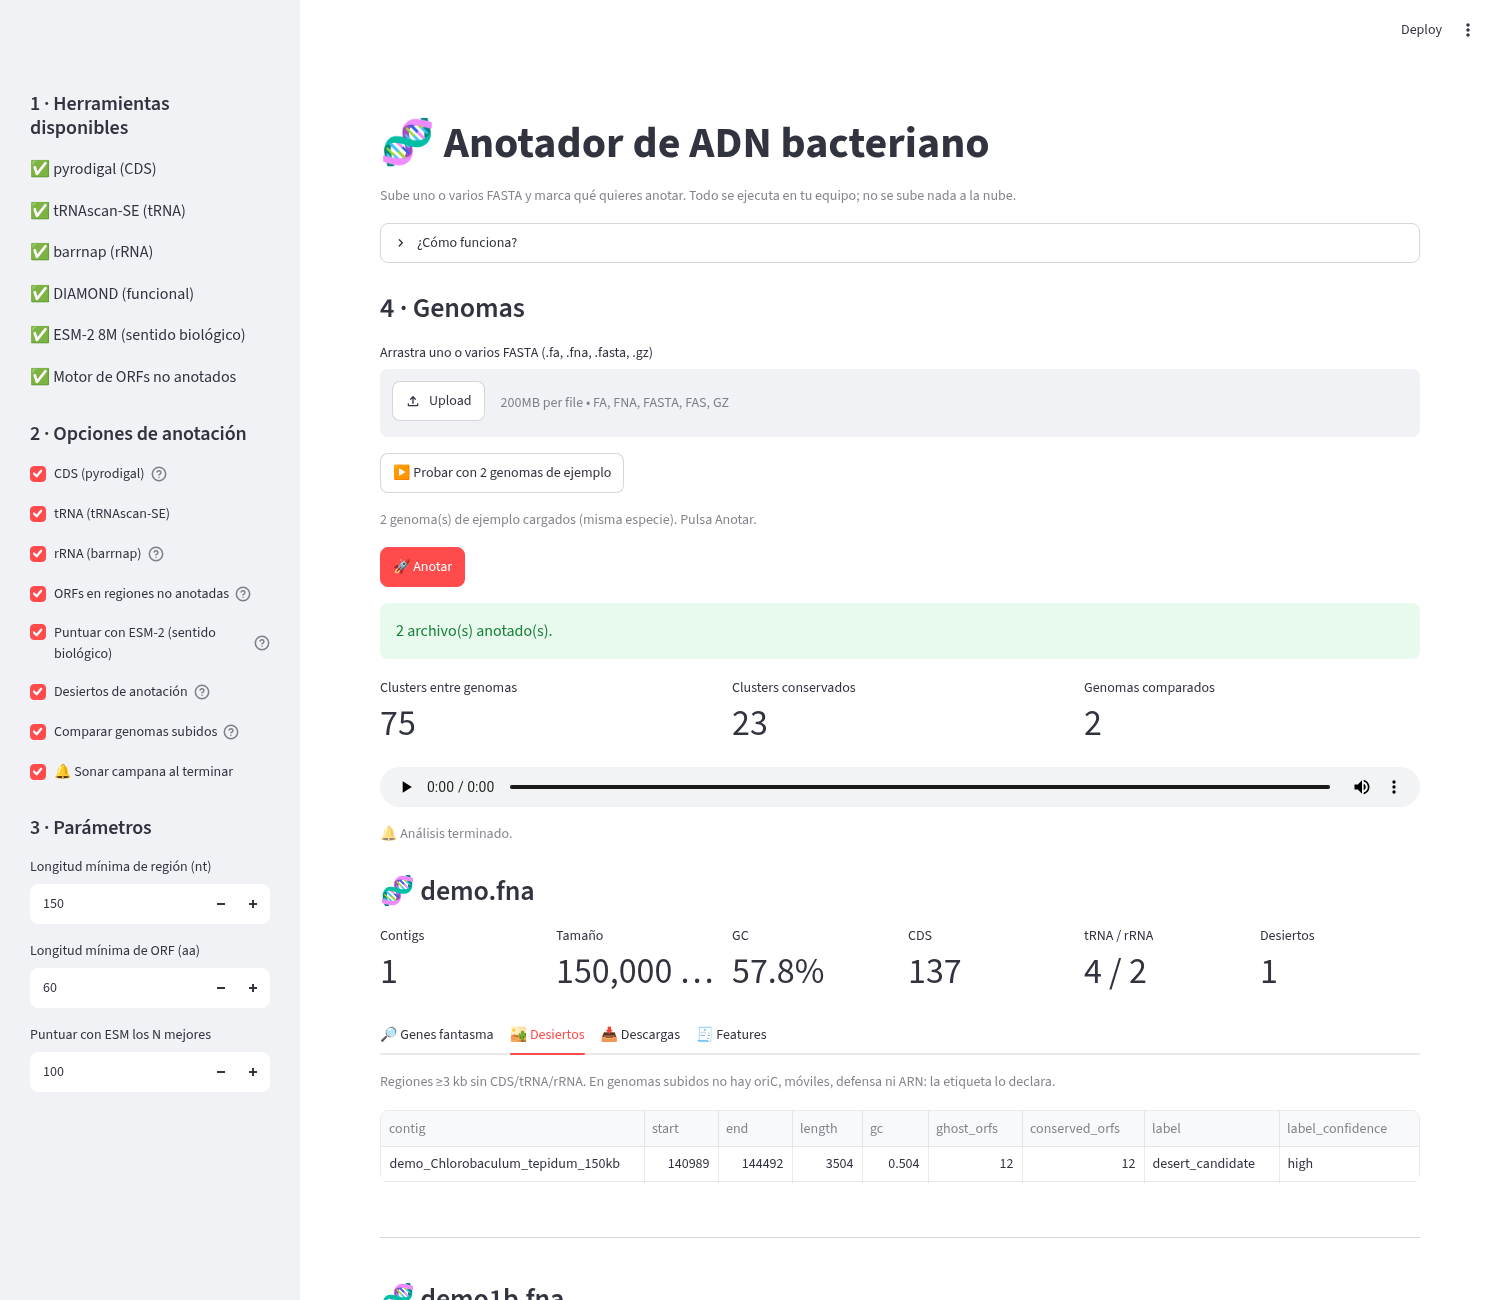 Deploy
1 · Herramientas
disponibles
✅ pyrodigal (CDS)
✅ tRNAscan-SE (tRNA)
✅ barrnap (rRNA)
✅ DIAMOND (funcional)
✅ ESM-2 8M (sentido biológico)
✅ Motor de ORFs no anotados
2 · Opciones de anotación
CDS (pyrodigal)
tRNA (tRNAscan-SE)
rRNA (barrnap)
ORFs en regiones no anotadas
Puntuar con ESM-2 (sentido
biológico)
Desiertos de anotación
Comparar genomas subidos
🔔 Sonar campana al terminar
3 · Parámetros
Longitud mínima de región (nt)
150
Longitud mínima de ORF (aa)
60
Puntuar con ESM los N mejores
100
🧬 Anotador de ADN bacteriano
Sube uno o varios FASTA y marca qué quieres anotar. Todo se ejecuta en tu equipo; no se sube nada a la nube.
¿Cómo funciona?
4 · Genomas
Arrastra uno o varios FASTA (.fa, .fna, .fasta, .gz)
Upload 200MB per file • FA, FNA, FASTA, FAS, GZ
▶️ Probar con 2 genomas de ejemplo
2 genoma(s) de ejemplo cargados (misma especie). Pulsa Anotar.
🚀 Anotar
2 archivo(s) anotado(s).
Clusters entre genomas Clusters conservados Genomas comparados
75 23 2
0:00 / 0:00
🔔 Análisis terminado.
🧬 demo.fna
Contigs Tamaño GC CDS tRNA / rRNA Desiertos
1 150,000 … 57.8% 137 4 / 2 1
🔎 Genes fantasma 🏜️ Desiertos 📥 Descargas 🧾 Features
Regiones ≥3 kb sin CDS/tRNA/rRNA. En genomas subidos no hay oriC, móviles, defensa ni ARN: la etiqueta lo declara.
contig start end length gc ghost_orfs conserved_orfs label label_confidence
demo_Chlorobaculum_tepidum_150kb 140989 144492 3504 0.504 12 12 desert_candidate high
🧬 demo1b.fna